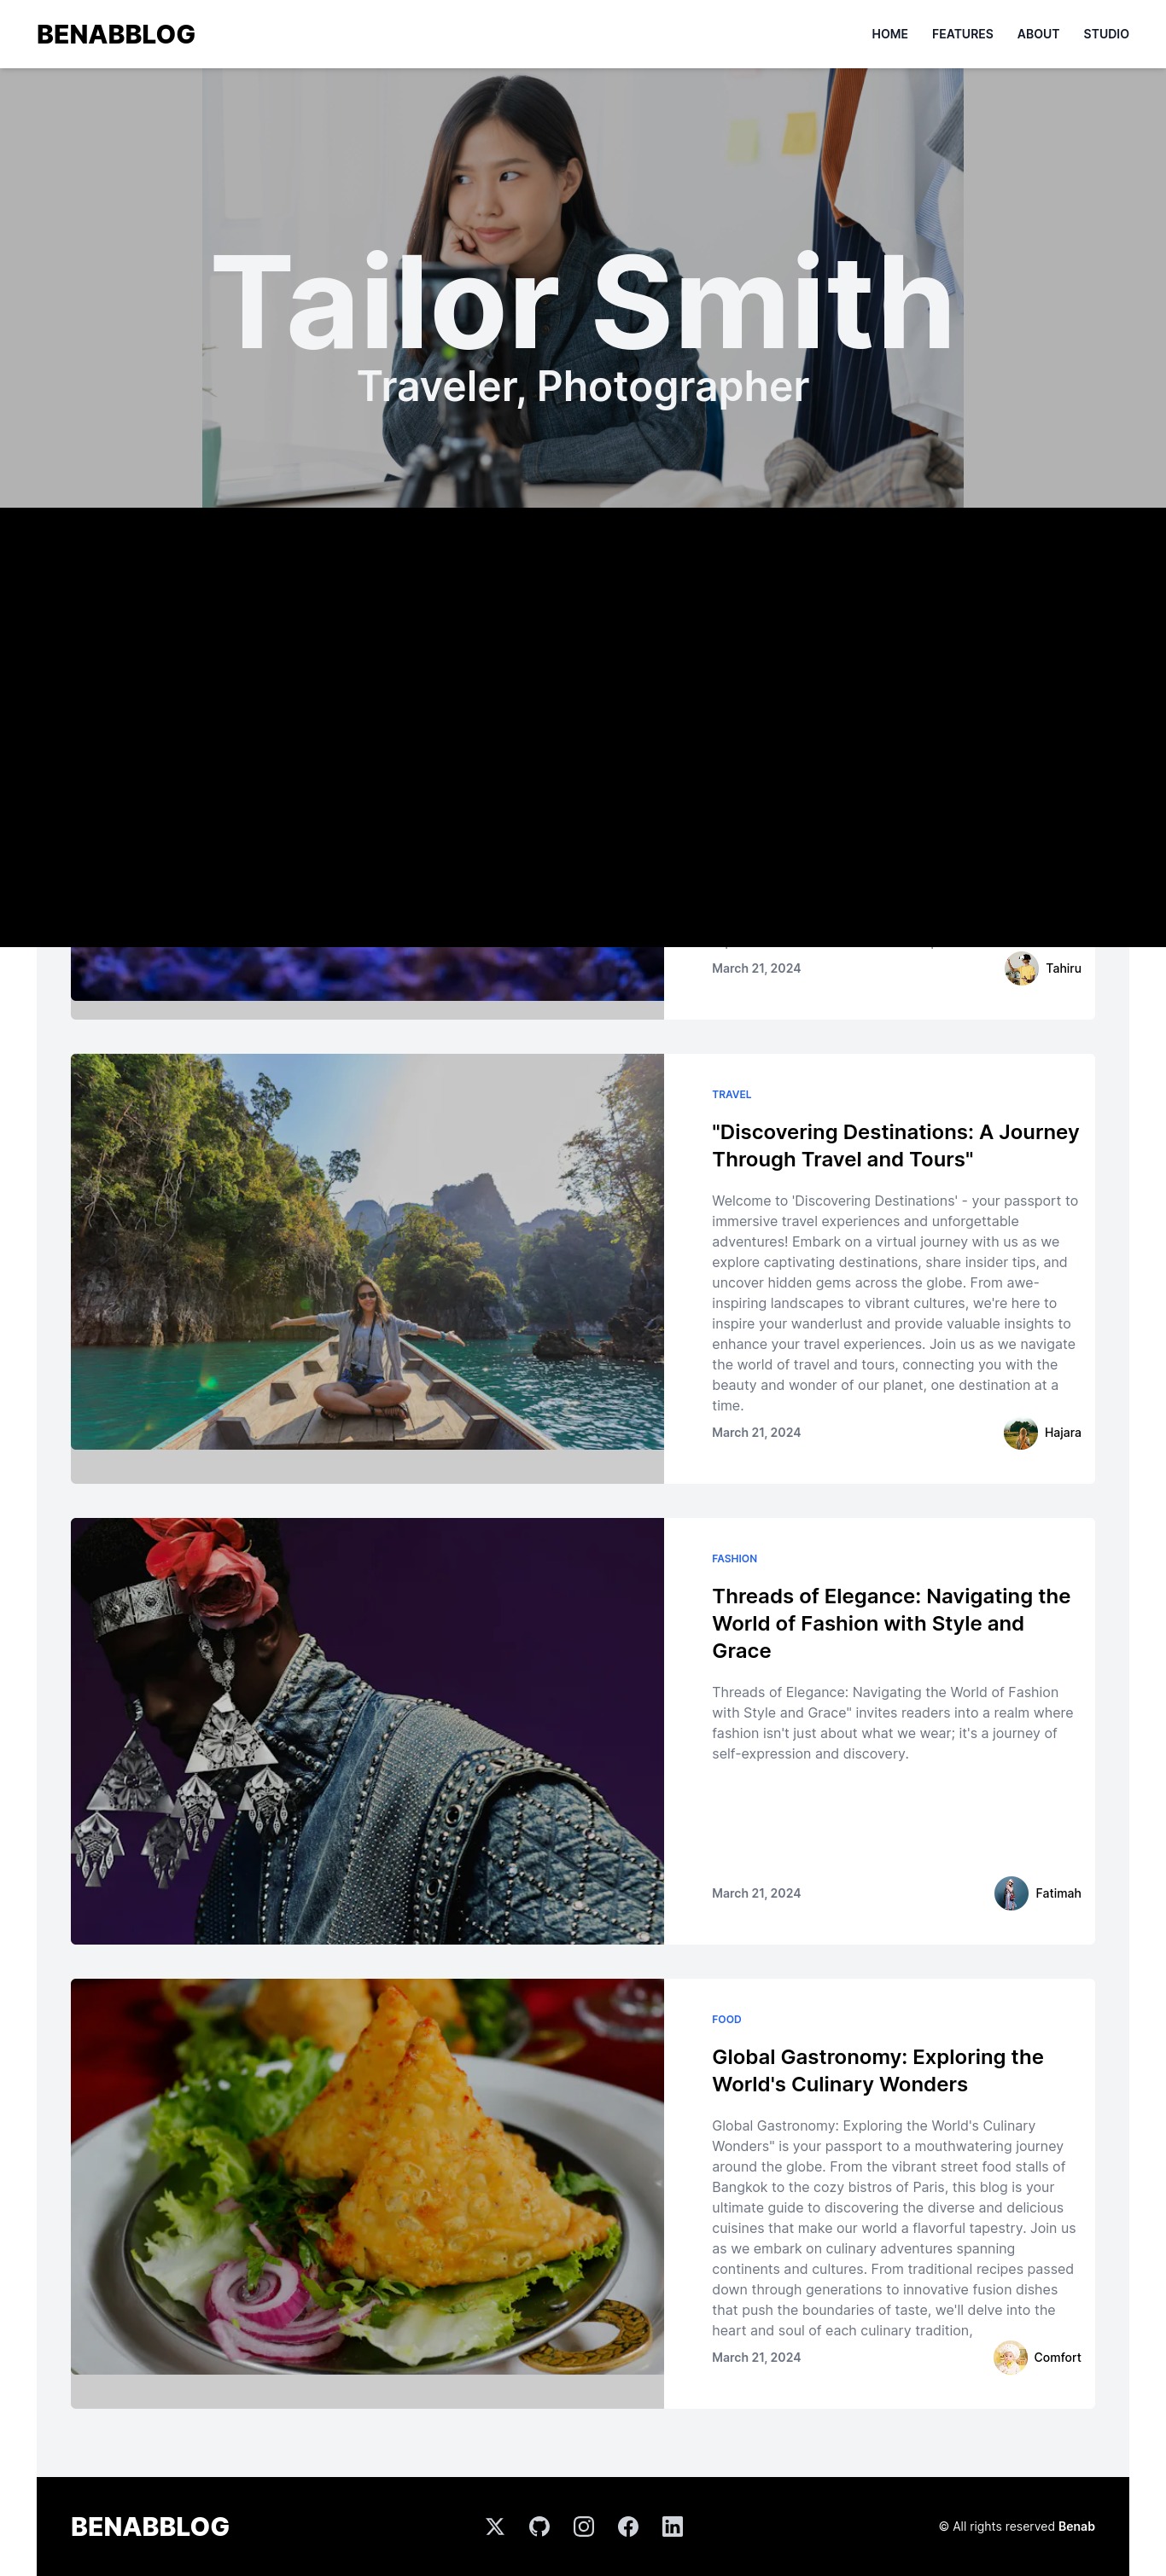 BENABBLOG
HOME FEATURES ABOUT STUDIO
Tailor Smith
Traveler, Photographer
March 21, 2024
Tahiru
TRAVEL
"Discovering Destinations: A Journey
Through Travel and Tours"
Welcome to 'Discovering Destinations' - your passport to
immersive travel experiences and unforgettable
adventures! Embark on a virtual journey with us as we
explore captivating destinations, share insider tips, and
uncover hidden gems across the globe. From awe-
inspiring landscapes to vibrant cultures, we're here to
inspire your wanderlust and provide valuable insights to
enhance your travel experiences. Join us as we navigate
the world of travel and tours, connecting you with the
beauty and wonder of our planet, one destination at a
time.
March 21, 2024
Hajara
FASHION
Threads of Elegance: Navigating the
World of Fashion with Style and
Grace
Threads of Elegance: Navigating the World of Fashion
with Style and Grace" invites readers into a realm where
fashion isn't just about what we wear; it's a journey of
self-expression and discovery.
March 21, 2024
Fatimah
FOOD
Global Gastronomy: Exploring the
World's Culinary Wonders
Global Gastronomy: Exploring the World's Culinary
Wonders" is your passport to a mouthwatering journey
around the globe. From the vibrant street food stalls of
Bangkok to the cozy bistros of Paris, this blog is your
ultimate guide to discovering the diverse and delicious
cuisines that make our world a flavorful tapestry. Join us
as we embark on culinary adventures spanning
continents and cultures. From traditional recipes passed
down through generations to innovative fusion dishes
that push the boundaries of taste, we'll delve into the
heart and soul of each culinary tradition,
March 21, 2024
Comfort
BENABBLOG
© All rights reserved Benab